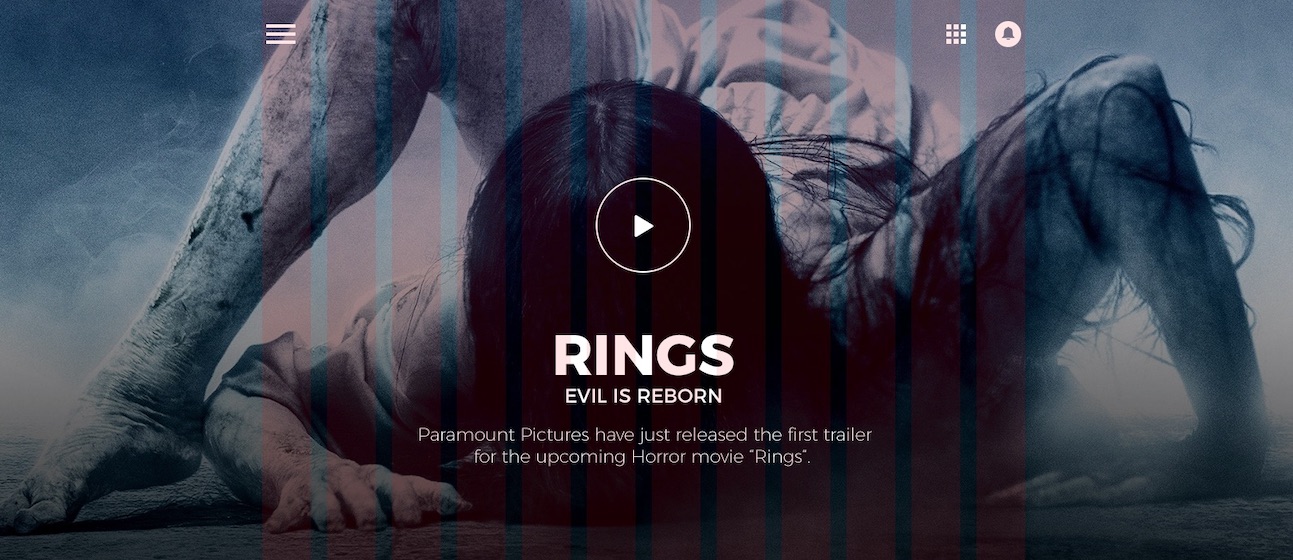 RINGS
EVIL IS REBORN
Paramount Pictures have just released the first trailer
for the upcoming Horror movie “Rings”.